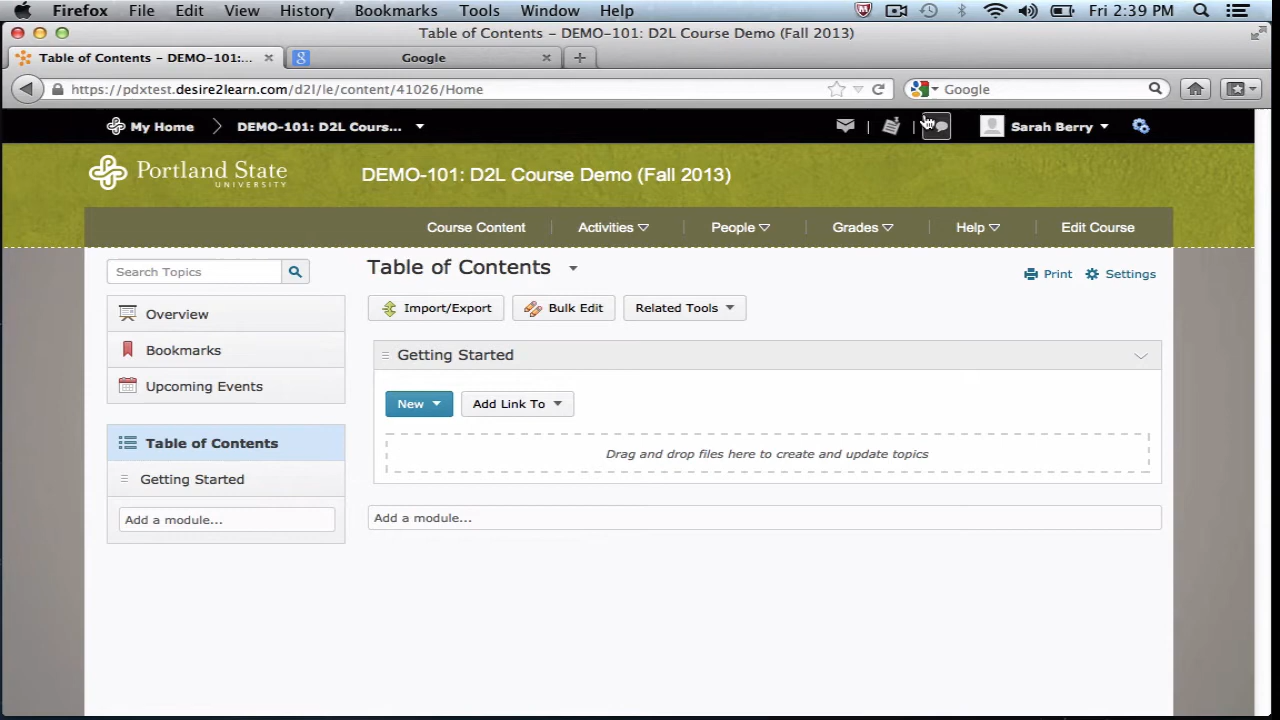 Firefox File Edit View History Bookmarks Tools Window Help Fri 2:39 PM
Table of Contents – DEMO-101: D2L Course Demo (Fall 2013)
Table of Contents – DEMO-101:... Google
https://pdxtest.desire2learn.com/d2l/le/content/41026/Home Google
My Home DEMO-101: D2L Cours... Sarah Berry
Portland State
UNIVERSITY
DEMO-101: D2L Course Demo (Fall 2013)
Course Content Activities People Grades Help Edit Course
Search Topics
Overview
Bookmarks
Upcoming Events
Table of Contents
Getting Started
Add a module...
Table of Contents
Print Settings
Import/Export Bulk Edit Related Tools
Getting Started
New Add Link To
Drag and drop files here to create and update topics
Add a module...